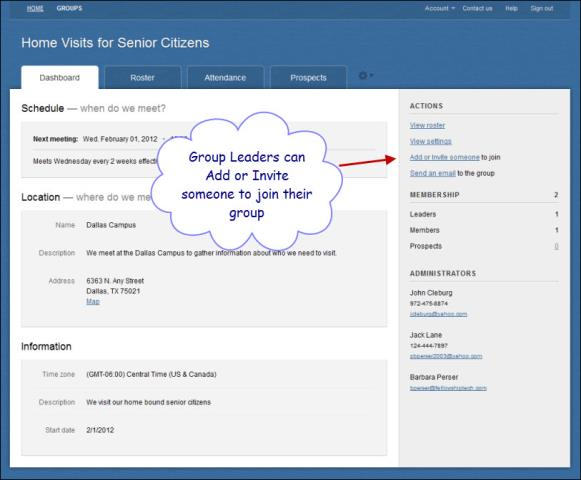 HOME GROUPS Account Contact us Help Sign out
Home Visits for Senior Citizens
Dashboard Roster Attendance Prospects
Schedule — when do we meet?
Next meeting: Wed. February 01, 2012 -
Meets Wednesday every 2 weeks effecti
Group Leaders can
Add or Invite
someone to join their
group
Location — where do we me
Name Dallas Campus
Description We meet at the Dallas Campus to gather information about who we need to visit.
Address 6363 N. Any Street
Dallas, TX 75021
Map
Information
Time zone (GMT-06:00) Central Time (US & Canada)
Description We visit our home bound senior citizens
Start date 2/1/2012
ACTIONS
View roster
View settings
Add or Invite someone to join
Send an email to the group
MEMBERSHIP 2
Leaders 1
Members 1
Prospects 0
ADMINISTRATORS
John Cleburg
972-475-8874
jcleburg@yahoo.com
Jack Lane
124-444-7897
Barbara Perser
bperser@fellowshiptech.com